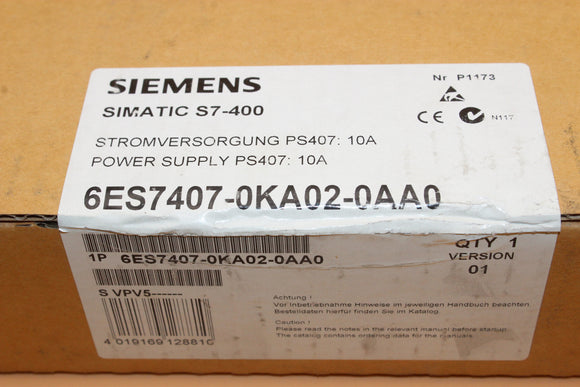 SIEMENS
Nr P1173
SIMATIC S7-400
CE N117
STROMVERSORGUNG PS407: 10A
POWER SUPPLY PS407: 10A
6ES7407-0KA02-0AA0
QTY 1
1P 6ES7407-0KA02-0AA0
VERSION
01
S VPV5------
Achtung !
Vor Inbetriebnahme Hinweise im jeweiligen Handbuch beachten.
Bestelldaten hierfür finden Sie im Katalog.
Caution !
Please read the notes in the relevant manual before startup.
The catalog contains ordering data for the manuals.
4 019169 128810